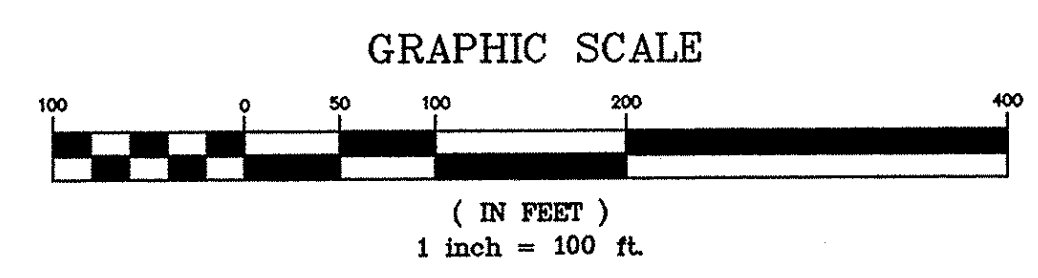 GRAPHIC SCALE
100 0 50 100 200 400
( IN FEET )
1 inch = 100 ft.